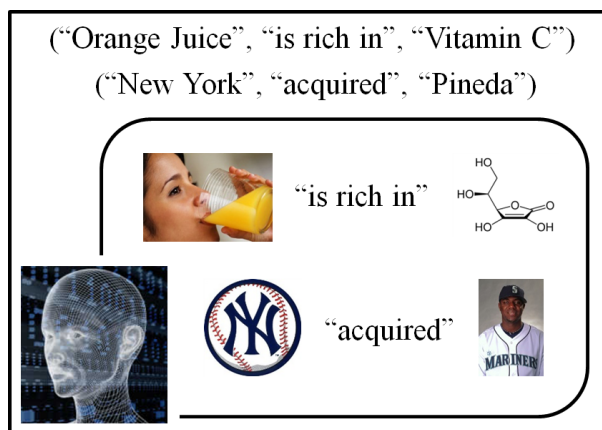 (“Orange Juice”, “is rich in”, “Vitamin C”)
(“New York”, “acquired”, “Pineda”)
“is rich in”
HO
HO
O
O
HO
OH
NY
“acquired”
S
MARINERS